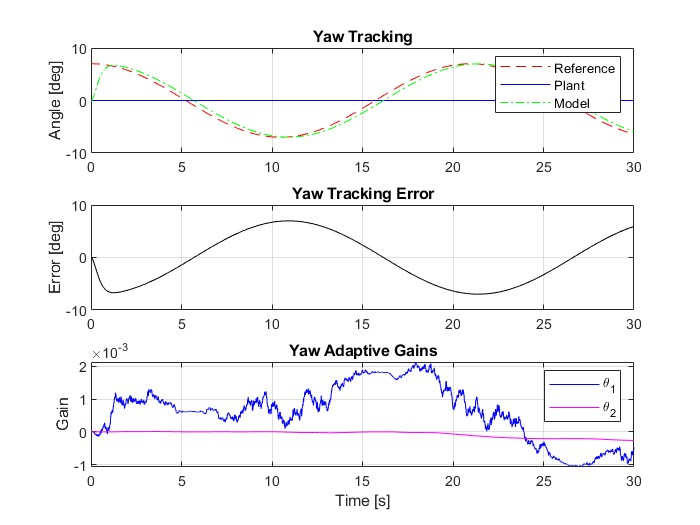 Yaw Tracking
10
0
-10
Angle [deg]
Reference
Plant
Model
0 5 10 15 20 25 30
Yaw Tracking Error
10
0
-10
Error [deg]
0 5 10 15 20 25 30
Yaw Adaptive Gains
×10⁻³
2
1
0
-1
Gain
θ₁
θ₂
0 5 10 15 20 25 30
Time [s]